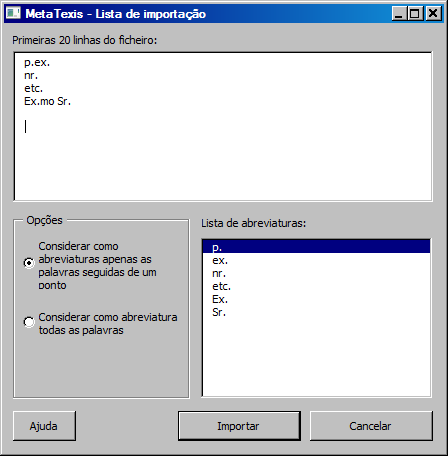 MetaTexis - Lista de importação
Primeiras 20 linhas do ficheiro:
p.ex.
nr.
etc.
Ex.mo Sr.
Opções
Considerar como
abreviaturas apenas as
palavras seguidas de um
ponto
Considerar como abreviatura
todas as palavras
Lista de abreviaturas:
p.
ex.
nr.
etc.
Ex.
Sr.
Ajuda
Importar
Cancelar